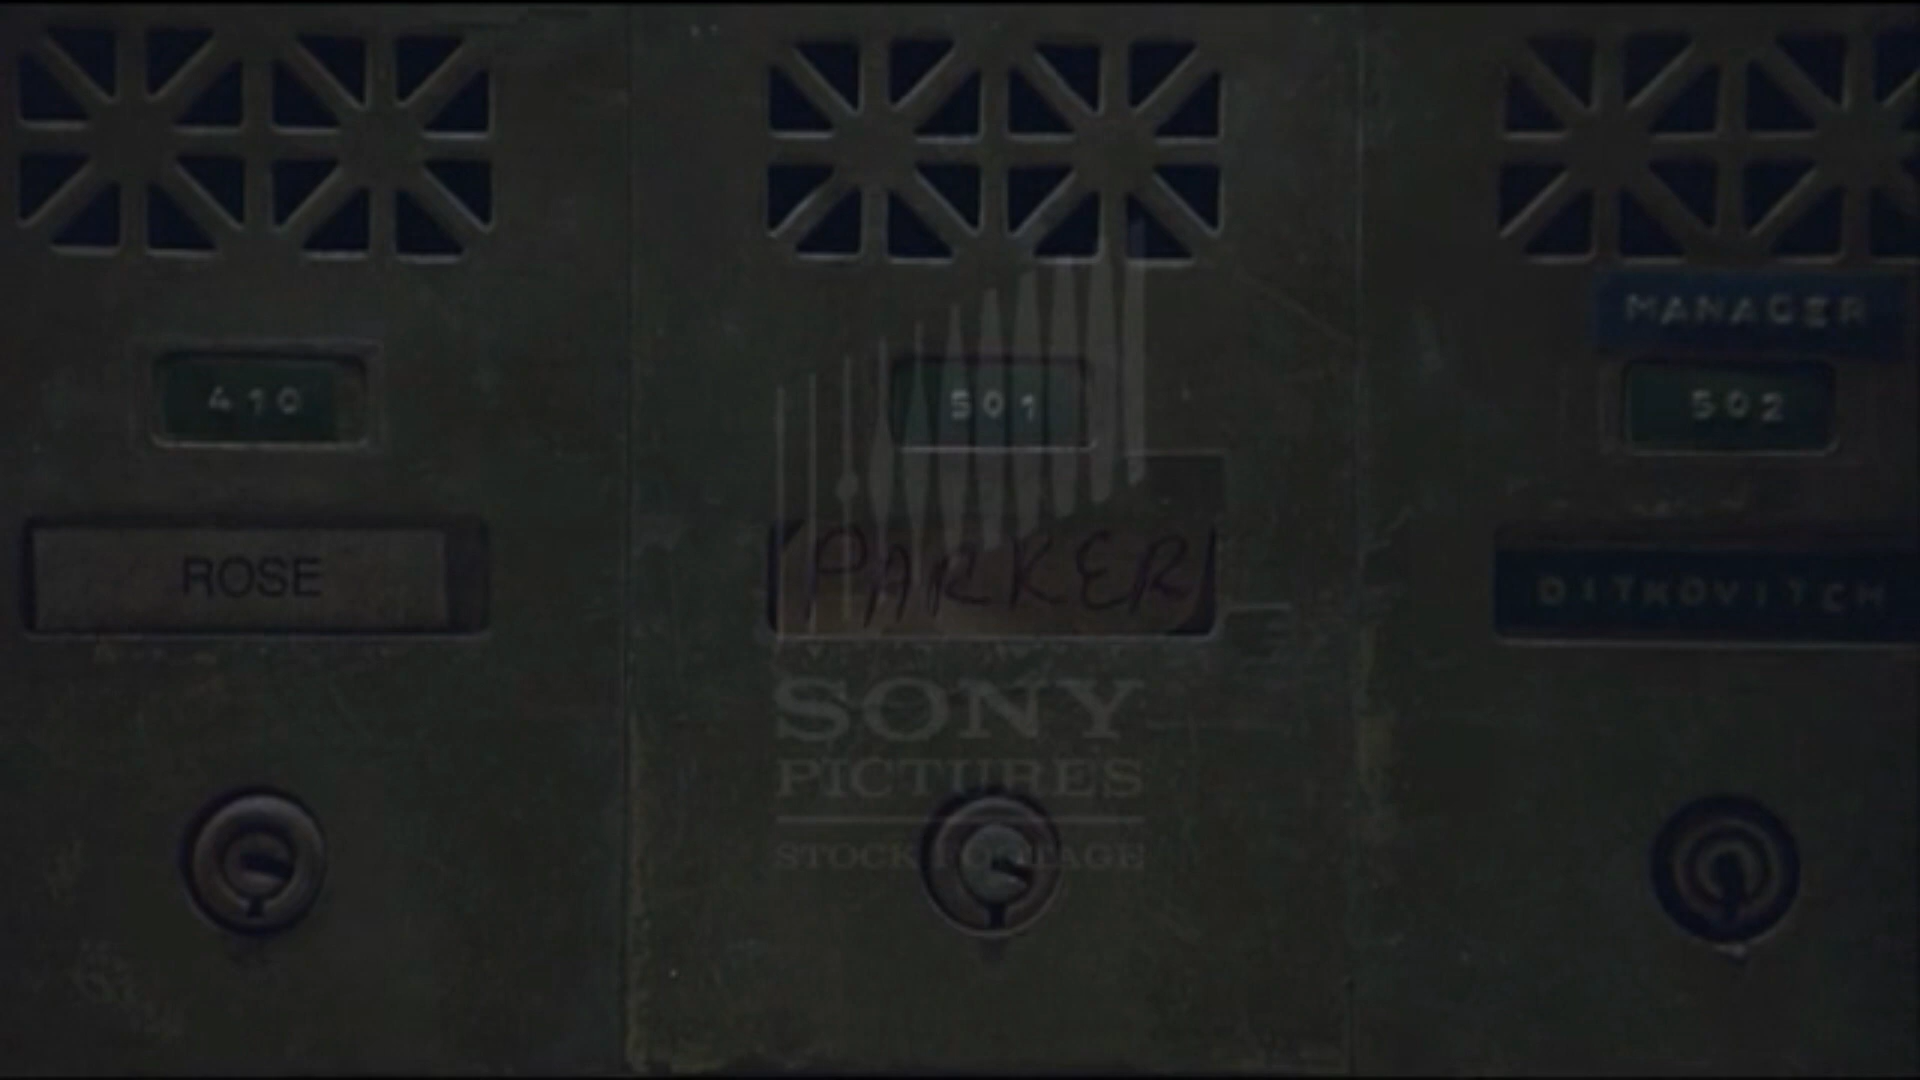 MANAGER
410
501
502
ROSE
PARKER
DITKOVITCH
SONY
PICTURES
STOCK FOOTAGE